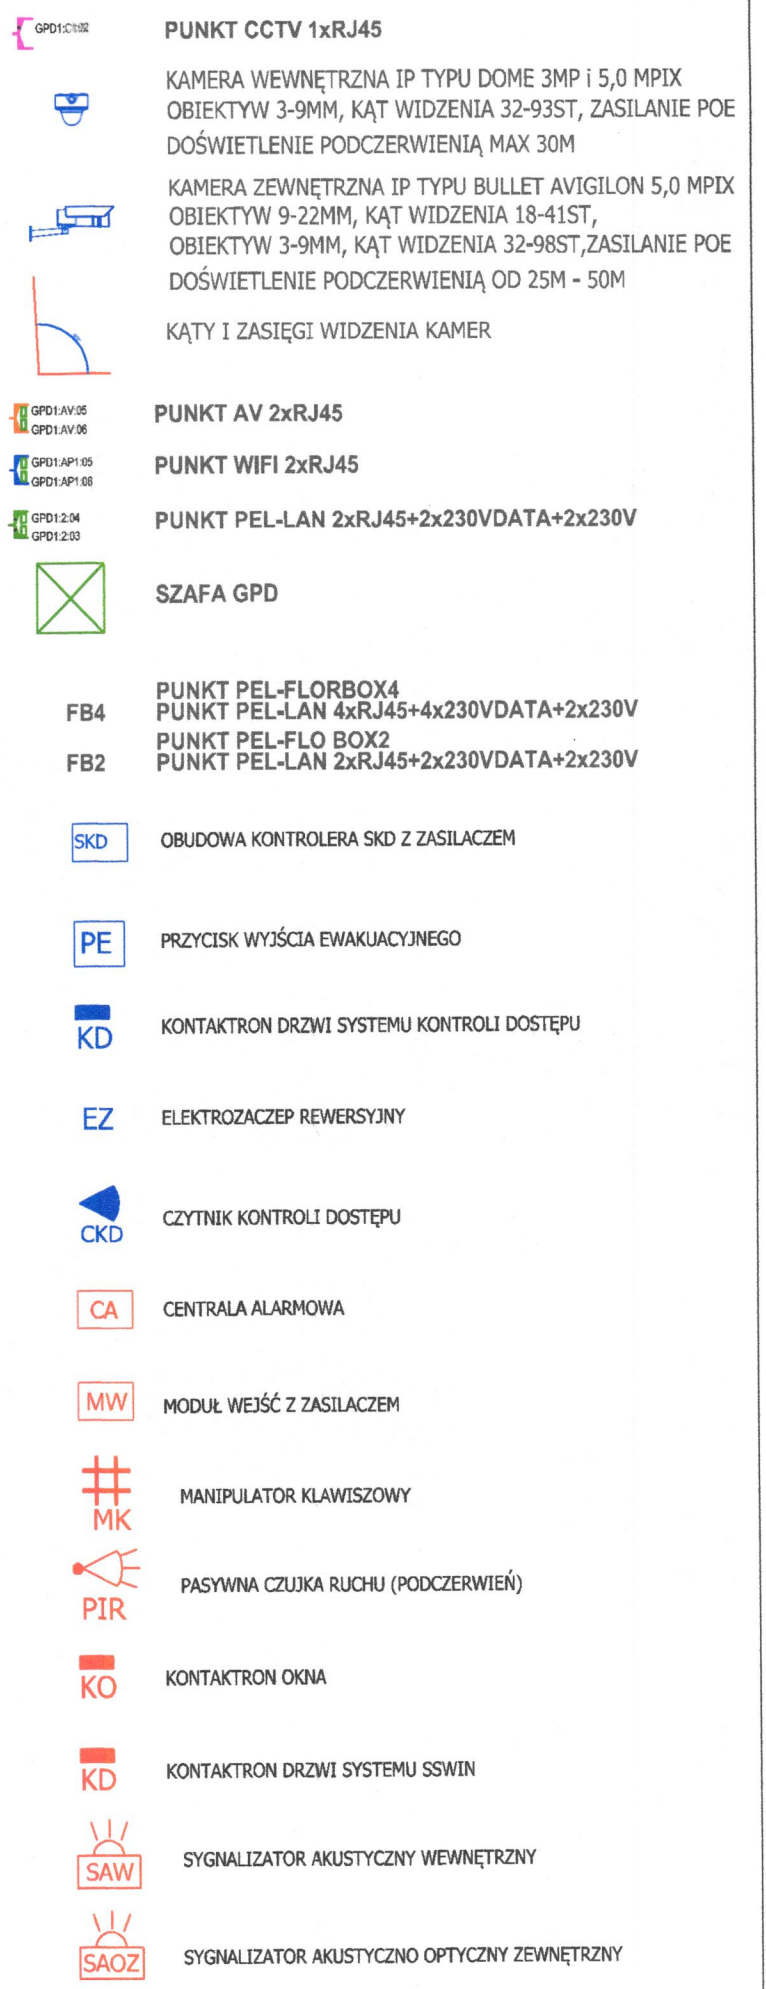 PUNKT CCTV 1xRJ45
KAMERA WEWNĘTRZNA IP TYPU DOME 3MP i 5,0 MPIX
OBIEKTYW 3-9MM, KĄT WIDZENIA 32-93ST, ZASILANIE POE
DOŚWIETLENIE PODCZERWIENIĄ MAX 30M
KAMERA ZEWNĘTRZNA IP TYPU BULLET AVIGILON 5,0 MPIX
OBIEKTYW 9-22MM, KĄT WIDZENIA 18-41ST,
OBIEKTYW 3-9MM, KĄT WIDZENIA 32-98ST,ZASILANIE POE
DOŚWIETLENIE PODCZERWIENIĄ OD 25M - 50M
KĄTY I ZASIĘGI WIDZENIA KAMER
GPD1:AV:05
GPD1:AV:06
PUNKT AV 2xRJ45
GPD1:AP1:05
GPD1:AP1:06
PUNKT WIFI 2xRJ45
GPD1:2:04
GPD1:2:03
PUNKT PEL-LAN 2xRJ45+2x230VDATA+2x230V
SZAFA GPD
PUNKT PEL-FLORBOX4
FB4 PUNKT PEL-LAN 4xRJ45+4x230VDATA+2x230V
PUNKT PEL-FLO BOX2
FB2 PUNKT PEL-LAN 2xRJ45+2x230VDATA+2x230V
SKD OBUDOWA KONTROLERA SKD Z ZASILACZEM
PE PRZYCISK WYJŚCIA EWAKUACYJNEGO
KD KONTAKTRON DRZWI SYSTEMU KONTROLI DOSTĘPU
EZ ELEKTROZACZEP REWERSYJNY
CKD CZYTNIK KONTROLI DOSTĘPU
CA CENTRALA ALARMOWA
MW MODUŁ WEJŚĆ Z ZASILACZEM
MK MANIPULATOR KLAWISZOWY
PIR PASYWNA CZUJKA RUCHU (PODCZERWIEŃ)
KO KONTAKTRON OKNA
KD KONTAKTRON DRZWI SYSTEMU SSWIN
SAW SYGNALIZATOR AKUSTYCZNY WEWNĘTRZNY
SAOZ SYGNALIZATOR AKUSTYCZNO OPTYCZNY ZEWNĘTRZNY